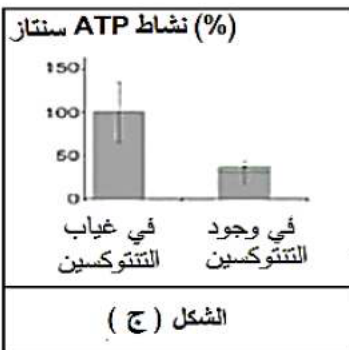 (%) نشاط ATP سنتاز
150
100
50
0
في غياب التنتوكسين
في وجود التنتوكسين
الشكل ( ج )